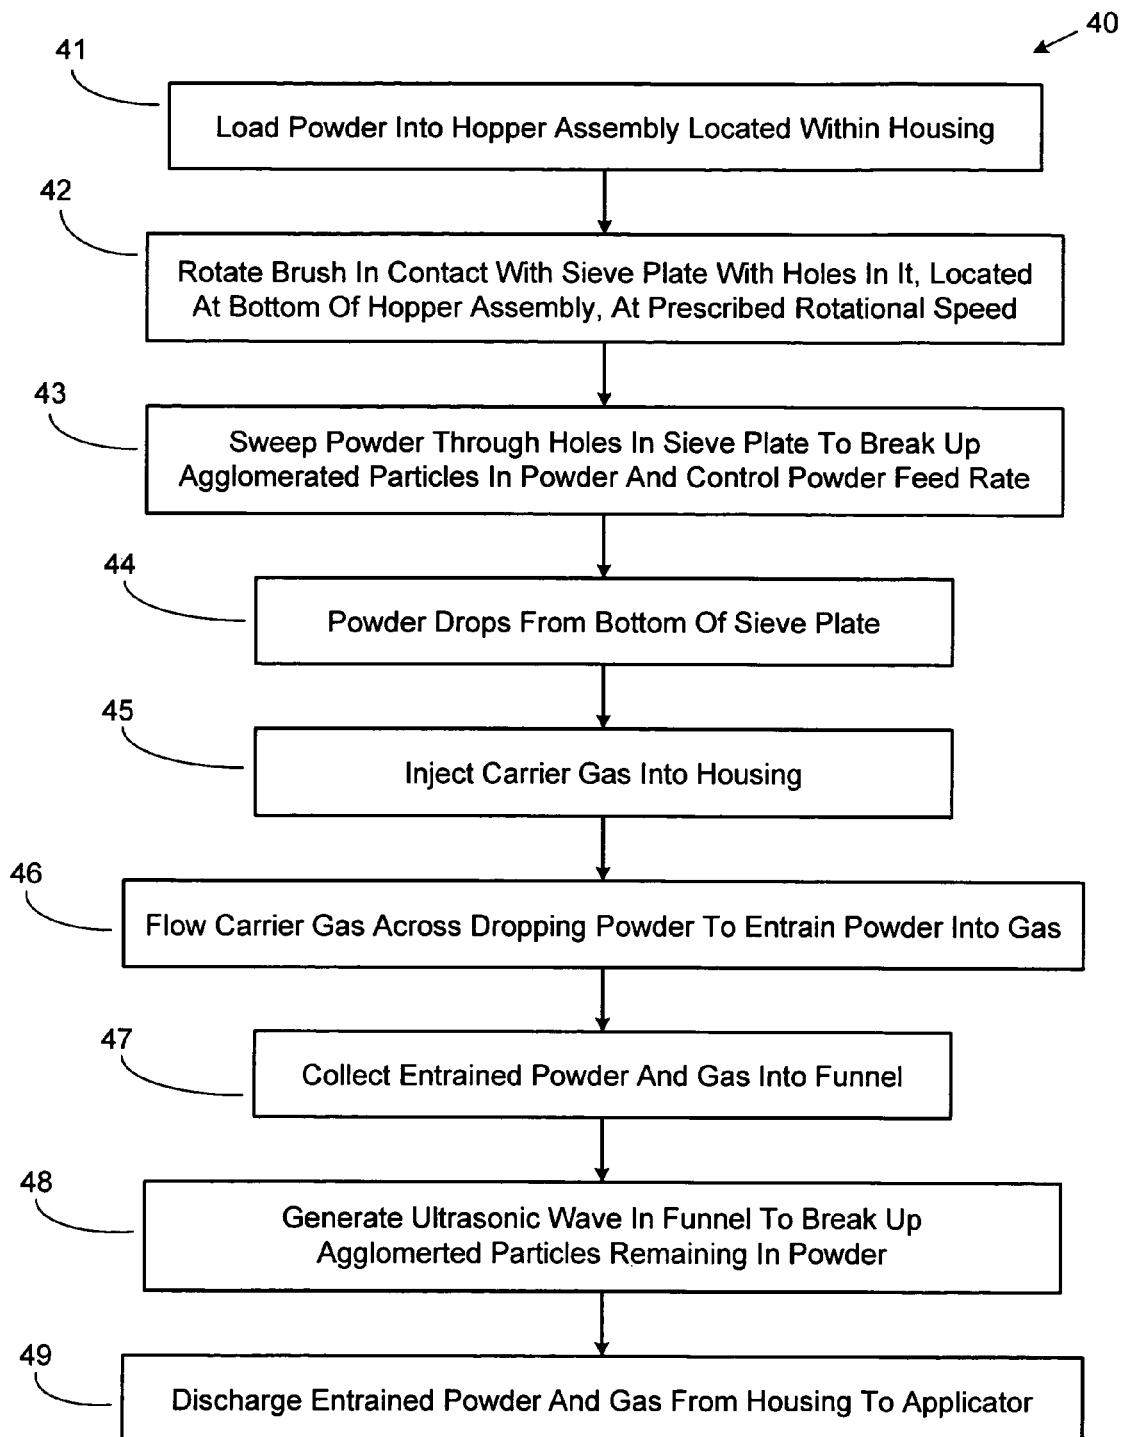 40
41
Load Powder Into Hopper Assembly Located Within Housing
42
Rotate Brush In Contact With Sieve Plate With Holes In It, Located
At Bottom Of Hopper Assembly, At Prescribed Rotational Speed
43
Sweep Powder Through Holes In Sieve Plate To Break Up
Agglomerated Particles In Powder And Control Powder Feed Rate
44
Powder Drops From Bottom Of Sieve Plate
45
Inject Carrier Gas Into Housing
46
Flow Carrier Gas Across Dropping Powder To Entrain Powder Into Gas
47
Collect Entrained Powder And Gas Into Funnel
48
Generate Ultrasonic Wave In Funnel To Break Up
Agglomerted Particles Remaining In Powder
49
Discharge Entrained Powder And Gas From Housing To Applicator